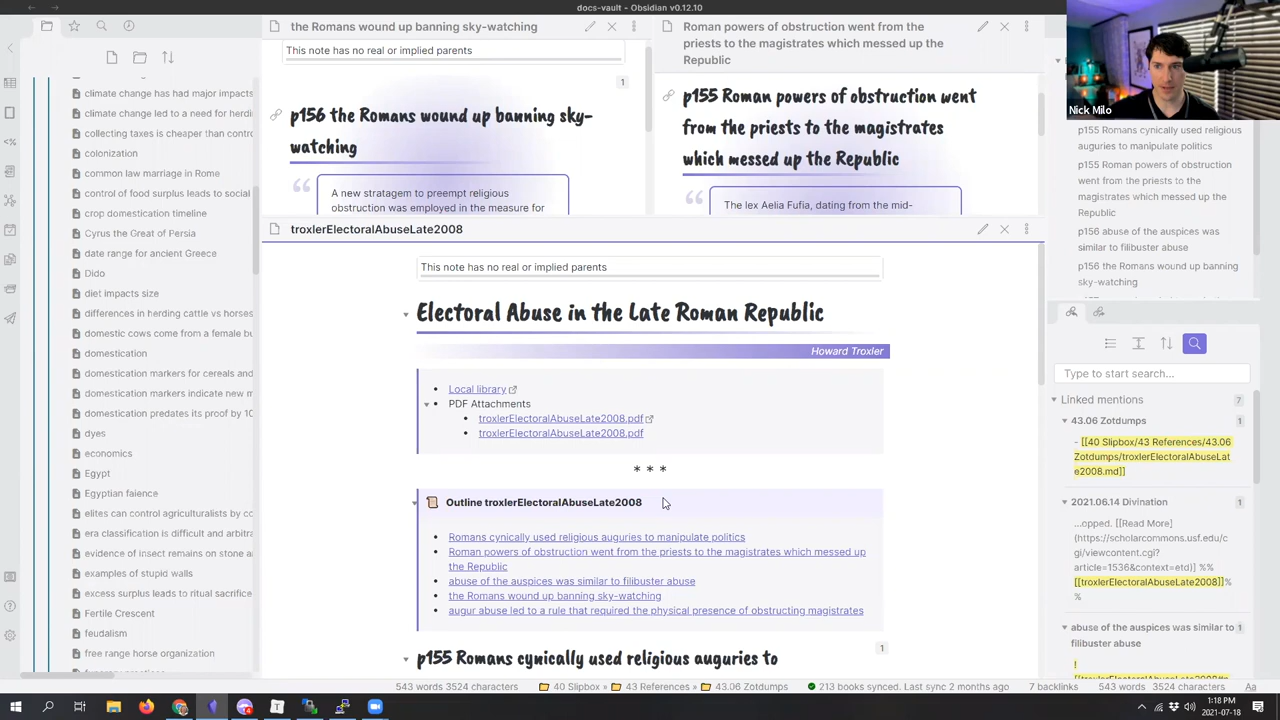 docs-vault - Obsidian v0.12.10
the Romans wound up banning sky-watching
This note has no real or implied parents
1
p156 the Romans wound up banning sky-
watching
A new stratagem to preempt religious
obstruction was employed in the measure for
Roman powers of obstruction went from the
priests to the magistrates which messed up the
Republic
p155 Roman powers of obstruction went
from the priests to the magistrates
which messed up the Republic
The lex Aelia Fufia, dating from the mid-
Nick Milo
p155 Romans cynically used religious
auguries to manipulate politics
p155 Roman powers of obstruction
went from the priests to the
magistrates which messed up the
Republic
p156 abuse of the auspices was
similar to filibuster abuse
p156 the Romans wound up banning
sky-watching
climate change has had major impacts
climate change led to a need for herdin
collecting taxes is cheaper than contro
colonization
common law marriage in Rome
control of food surplus leads to social
crop domestication timeline
Cyrus the Great of Persia
date range for ancient Greece
Dido
diet impacts size
differences in herding cattle vs horses
domestic cows come from a female bu
domestication
domestication markers for cereals and
domestication markers indicate new m
domestication predates its proof by 10
dyes
economics
Egypt
Egyptian faience
elites can control agriculturalists by co
era classification is difficult and arbitra
evidence of insect remains on stone a
examples of stupid walls
excess surplus leads to ritual sacrifice
Fertile Crescent
feudalism
free range horse organization
troxlerElectoralAbuseLate2008
This note has no real or implied parents
Electoral Abuse in the Late Roman Republic
Howard Troxler
Local library
PDF Attachments
troxlerElectoralAbuseLate2008.pdf
troxlerElectoralAbuseLate2008.pdf
* * *
Outline troxlerElectoralAbuseLate2008
Romans cynically used religious auguries to manipulate politics
Roman powers of obstruction went from the priests to the magistrates which messed up
the Republic
abuse of the auspices was similar to filibuster abuse
the Romans wound up banning sky-watching
augur abuse led to a rule that required the physical presence of obstructing magistrates
1
p155 Romans cynically used religious auguries to
Type to start search...
Linked mentions 7
43.06 Zotdumps 1
- [[40 Slipbox/43 References/43.06
Zotdumps/troxlerElectoralAbuseLat
e2008.md]]
2021.06.14 Divination 1
...opped. [[Read More]
(https://scholarcommons.usf.edu/c
gi/viewcontent.cgi?
article=1536&context=etd)] %%
[[troxlerElectoralAbuseLate2008]]%
%
abuse of the auspices was similar to 1
filibuster abuse
!
543 words 3524 characters
40 Slipbox » 43 References » 43.06 Zotdumps
213 books synced. Last sync 2 months ago
7 backlinks
543 words 3524 characters
Aa
1:18 PM
2021-07-18